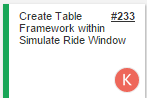 Create Table #233
Framework within
Simulate Ride Window
K